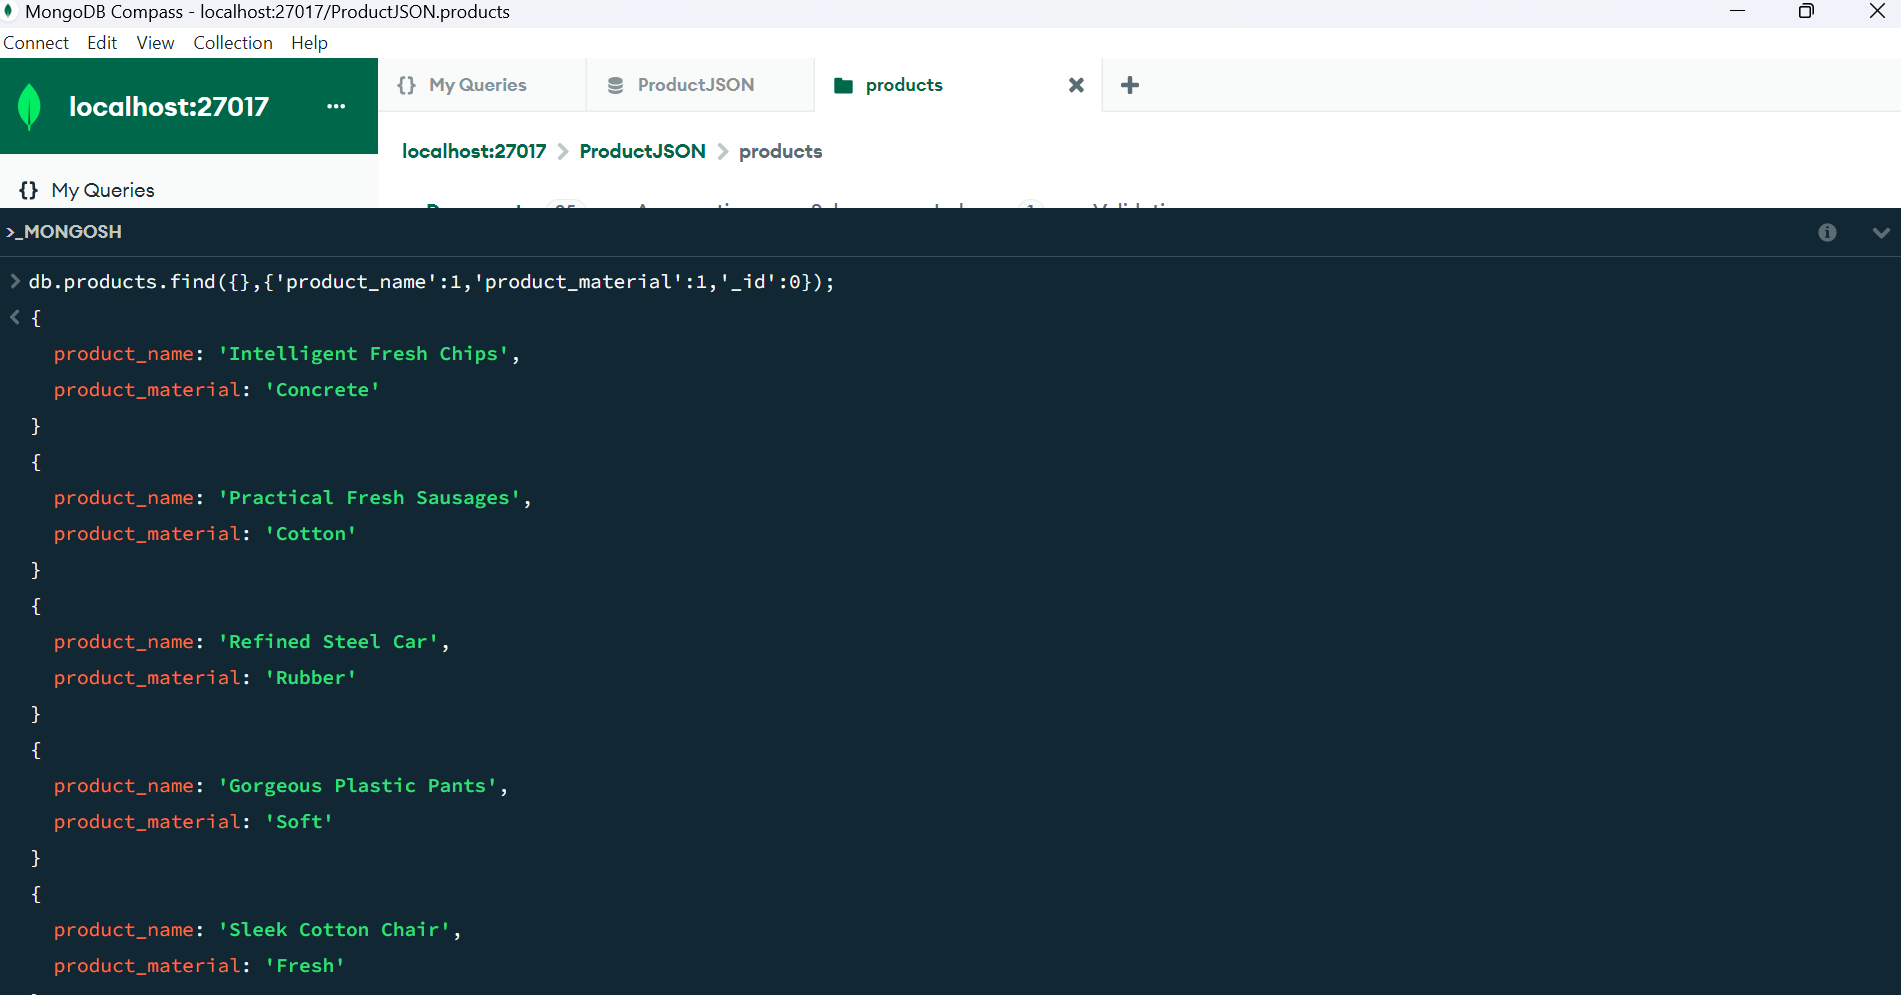 MongoDB Compass - localhost:27017/ProductJSON.products
Connect Edit View Collection Help
localhost:27017 ...
{} My Queries ProductJSON products
localhost:27017 > ProductJSON > products
{} My Queries
>_MONGOSH
> db.products.find({},{'product_name':1,'product_material':1,'_id':0});
< {
product_name: 'Intelligent Fresh Chips',
product_material: 'Concrete'
}
{
product_name: 'Practical Fresh Sausages',
product_material: 'Cotton'
}
{
product_name: 'Refined Steel Car',
product_material: 'Rubber'
}
{
product_name: 'Gorgeous Plastic Pants',
product_material: 'Soft'
}
{
product_name: 'Sleek Cotton Chair',
product_material: 'Fresh'